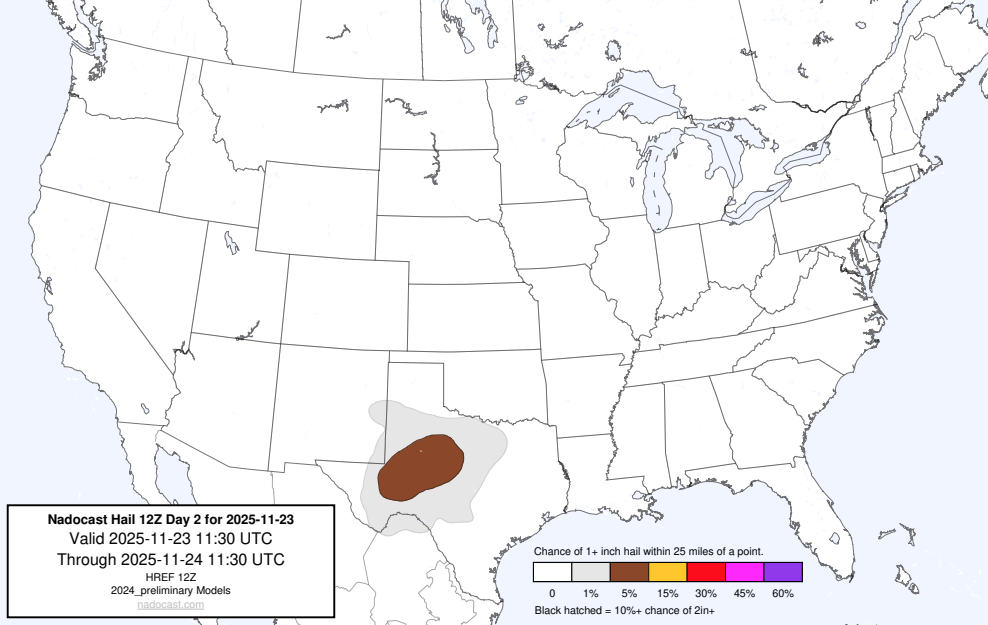 Nadocast Hail 12Z Day 2 for 2025-11-23
Valid 2025-11-23 11:30 UTC
Through 2025-11-24 11:30 UTC
HREF 12Z
2024_preliminary Models
nadocast.com
Chance of 1+ inch hail within 25 miles of a point.
0 1% 5% 15% 30% 45% 60%
Black hatched = 10%+ chance of 2in+